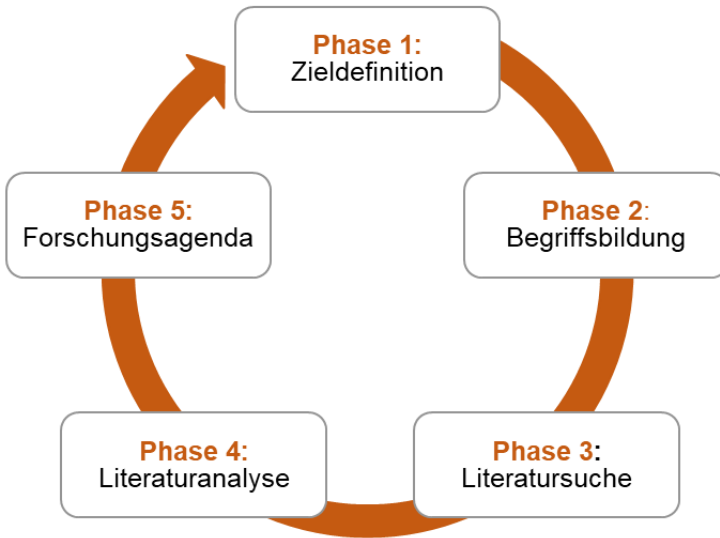 Phase 1:
Zieldefinition
Phase 2:
Begriffsbildung
Phase 3:
Literatursuche
Phase 4:
Literaturanalyse
Phase 5:
Forschungsagenda